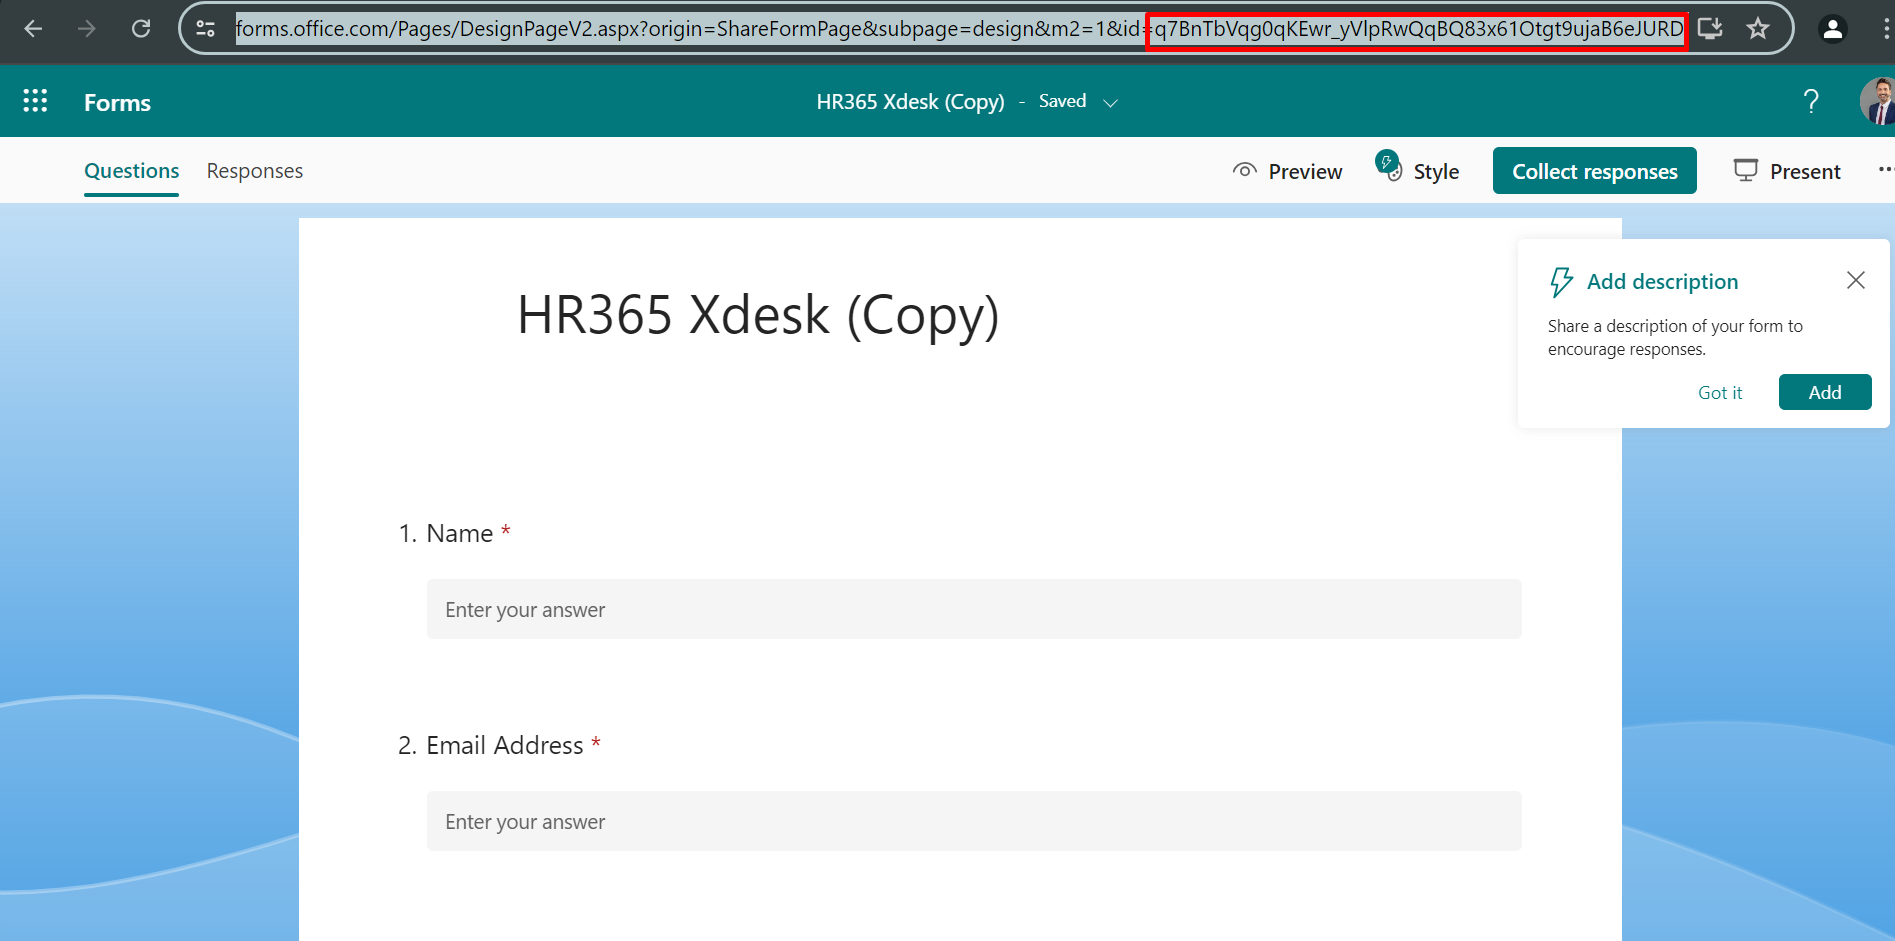 forms.office.com/Pages/DesignPageV2.aspx?origin=ShareFormPage&subpage=design&m2=1&id=q7BnTbVqg0qKEwr_yVlpRwQqBQ83x61Otgt9ujaB6eJURD
Forms
HR365 Xdesk (Copy) - Saved
?
Questions Responses
Preview Style Collect responses Present ...
HR365 Xdesk (Copy)
Add description
Share a description of your form to
encourage responses.
Got it Add
1. Name *
Enter your answer
2. Email Address *
Enter your answer